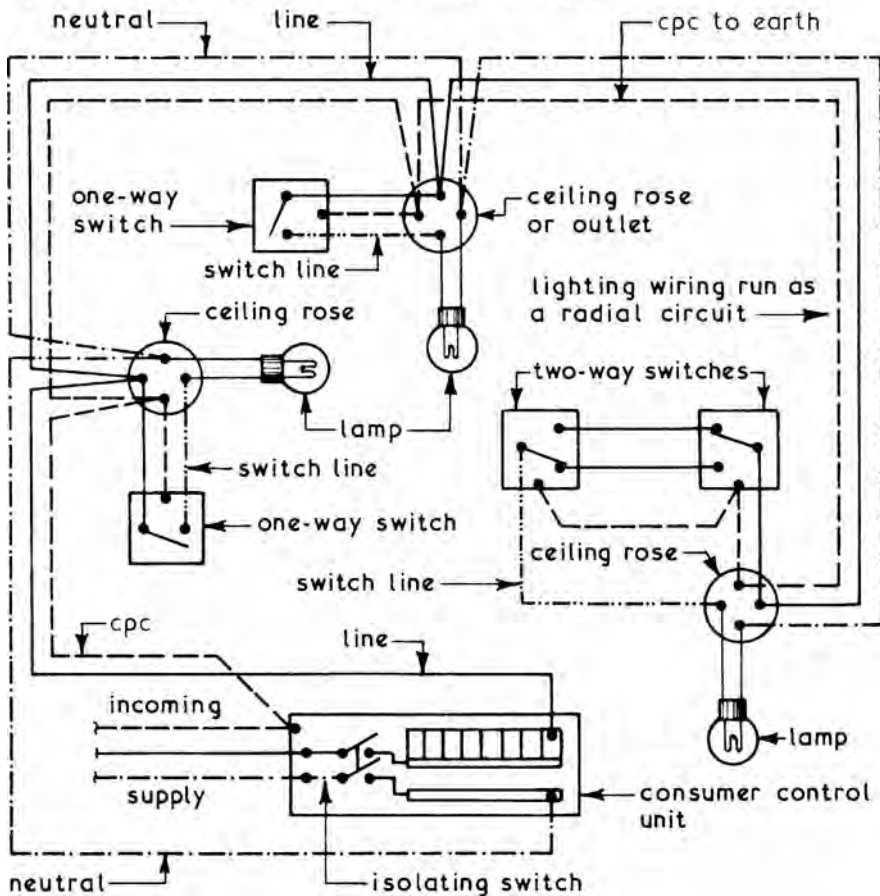 neutral
line
cpc to earth
one-way
switch
ceiling rose
or outlet
switch line
ceiling rose
lighting wiring run as
a radial circuit
two-way switches
lamp
switch line
one-way switch
ceiling rose
switch line
cpc
line
incoming
lamp
supply
consumer control
unit
neutral
isolating switch